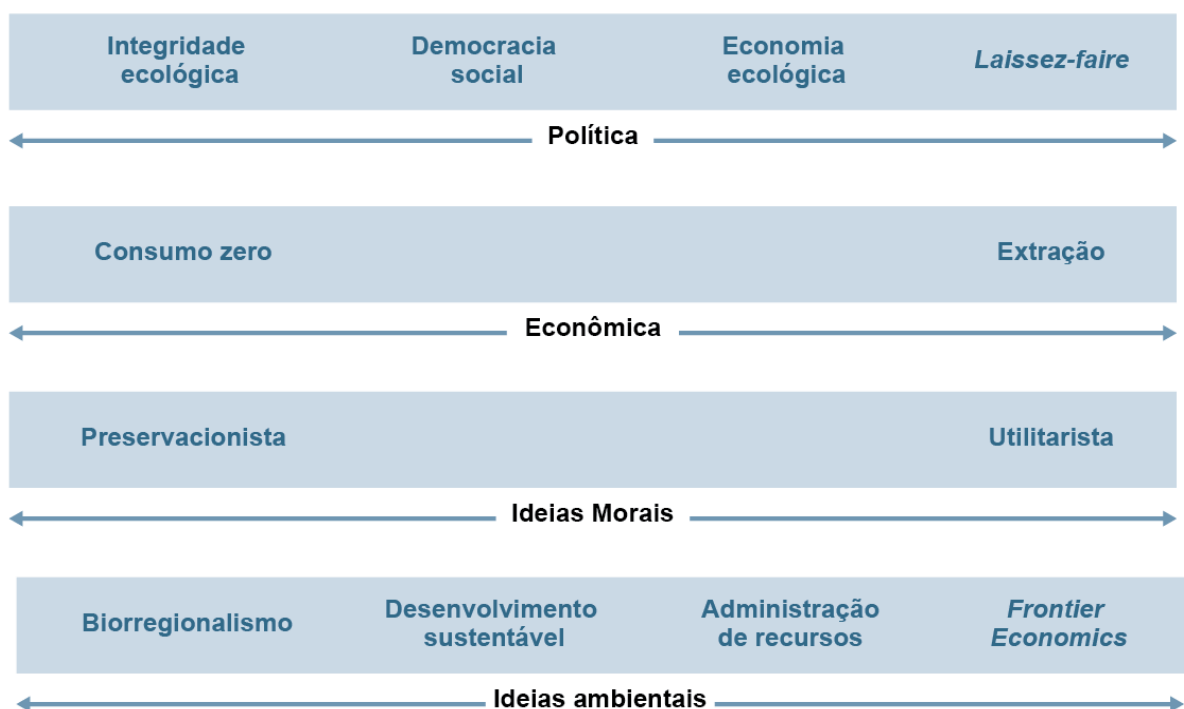 Integridade Democracia Economia Laissez-faire
ecológica social ecológica
Política
Consumo zero Extração
Econômica
Preservacionista Utilitarista
Ideias Morais
Biorregionalismo Desenvolvimento Administração Frontier
sustentável de recursos Economics
Ideias ambientais